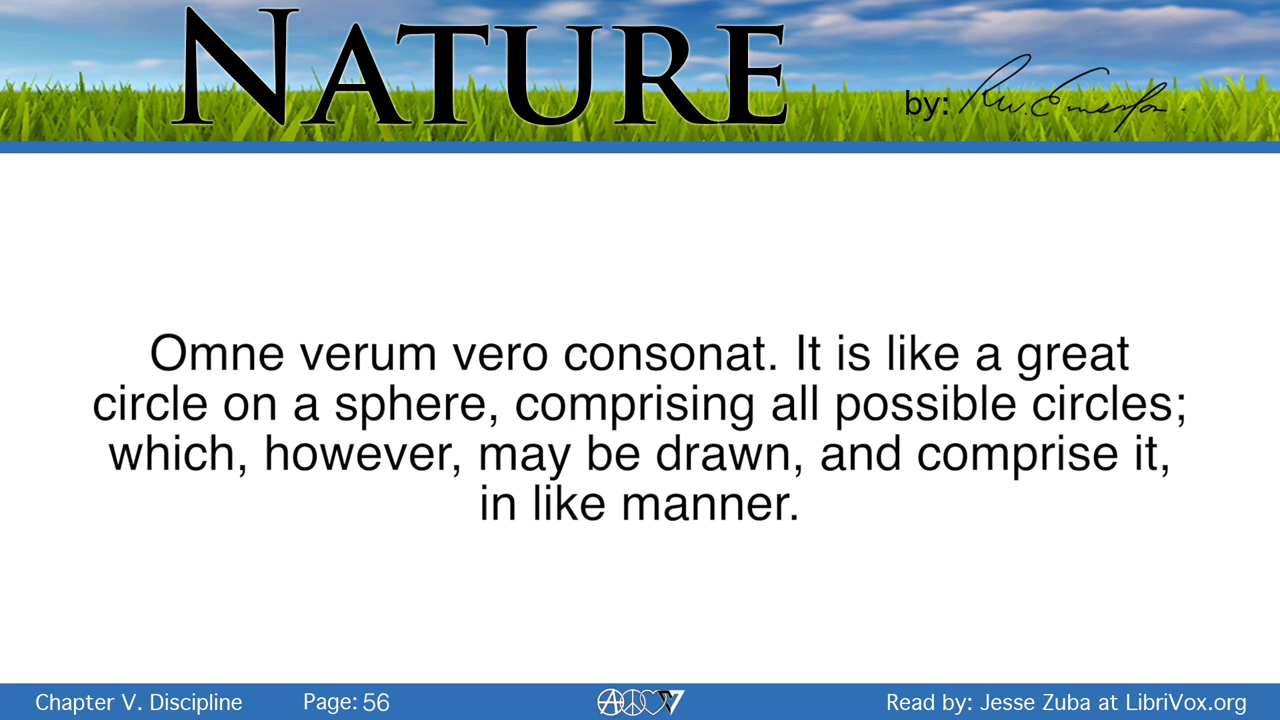 NATURE
by: R.W. Emerson.
Omne verum vero consonat. It is like a great
circle on a sphere, comprising all possible circles;
which, however, may be drawn, and comprise it,
in like manner.
Chapter V. Discipline
Page: 56
Read by: Jesse Zuba at LibriVox.org